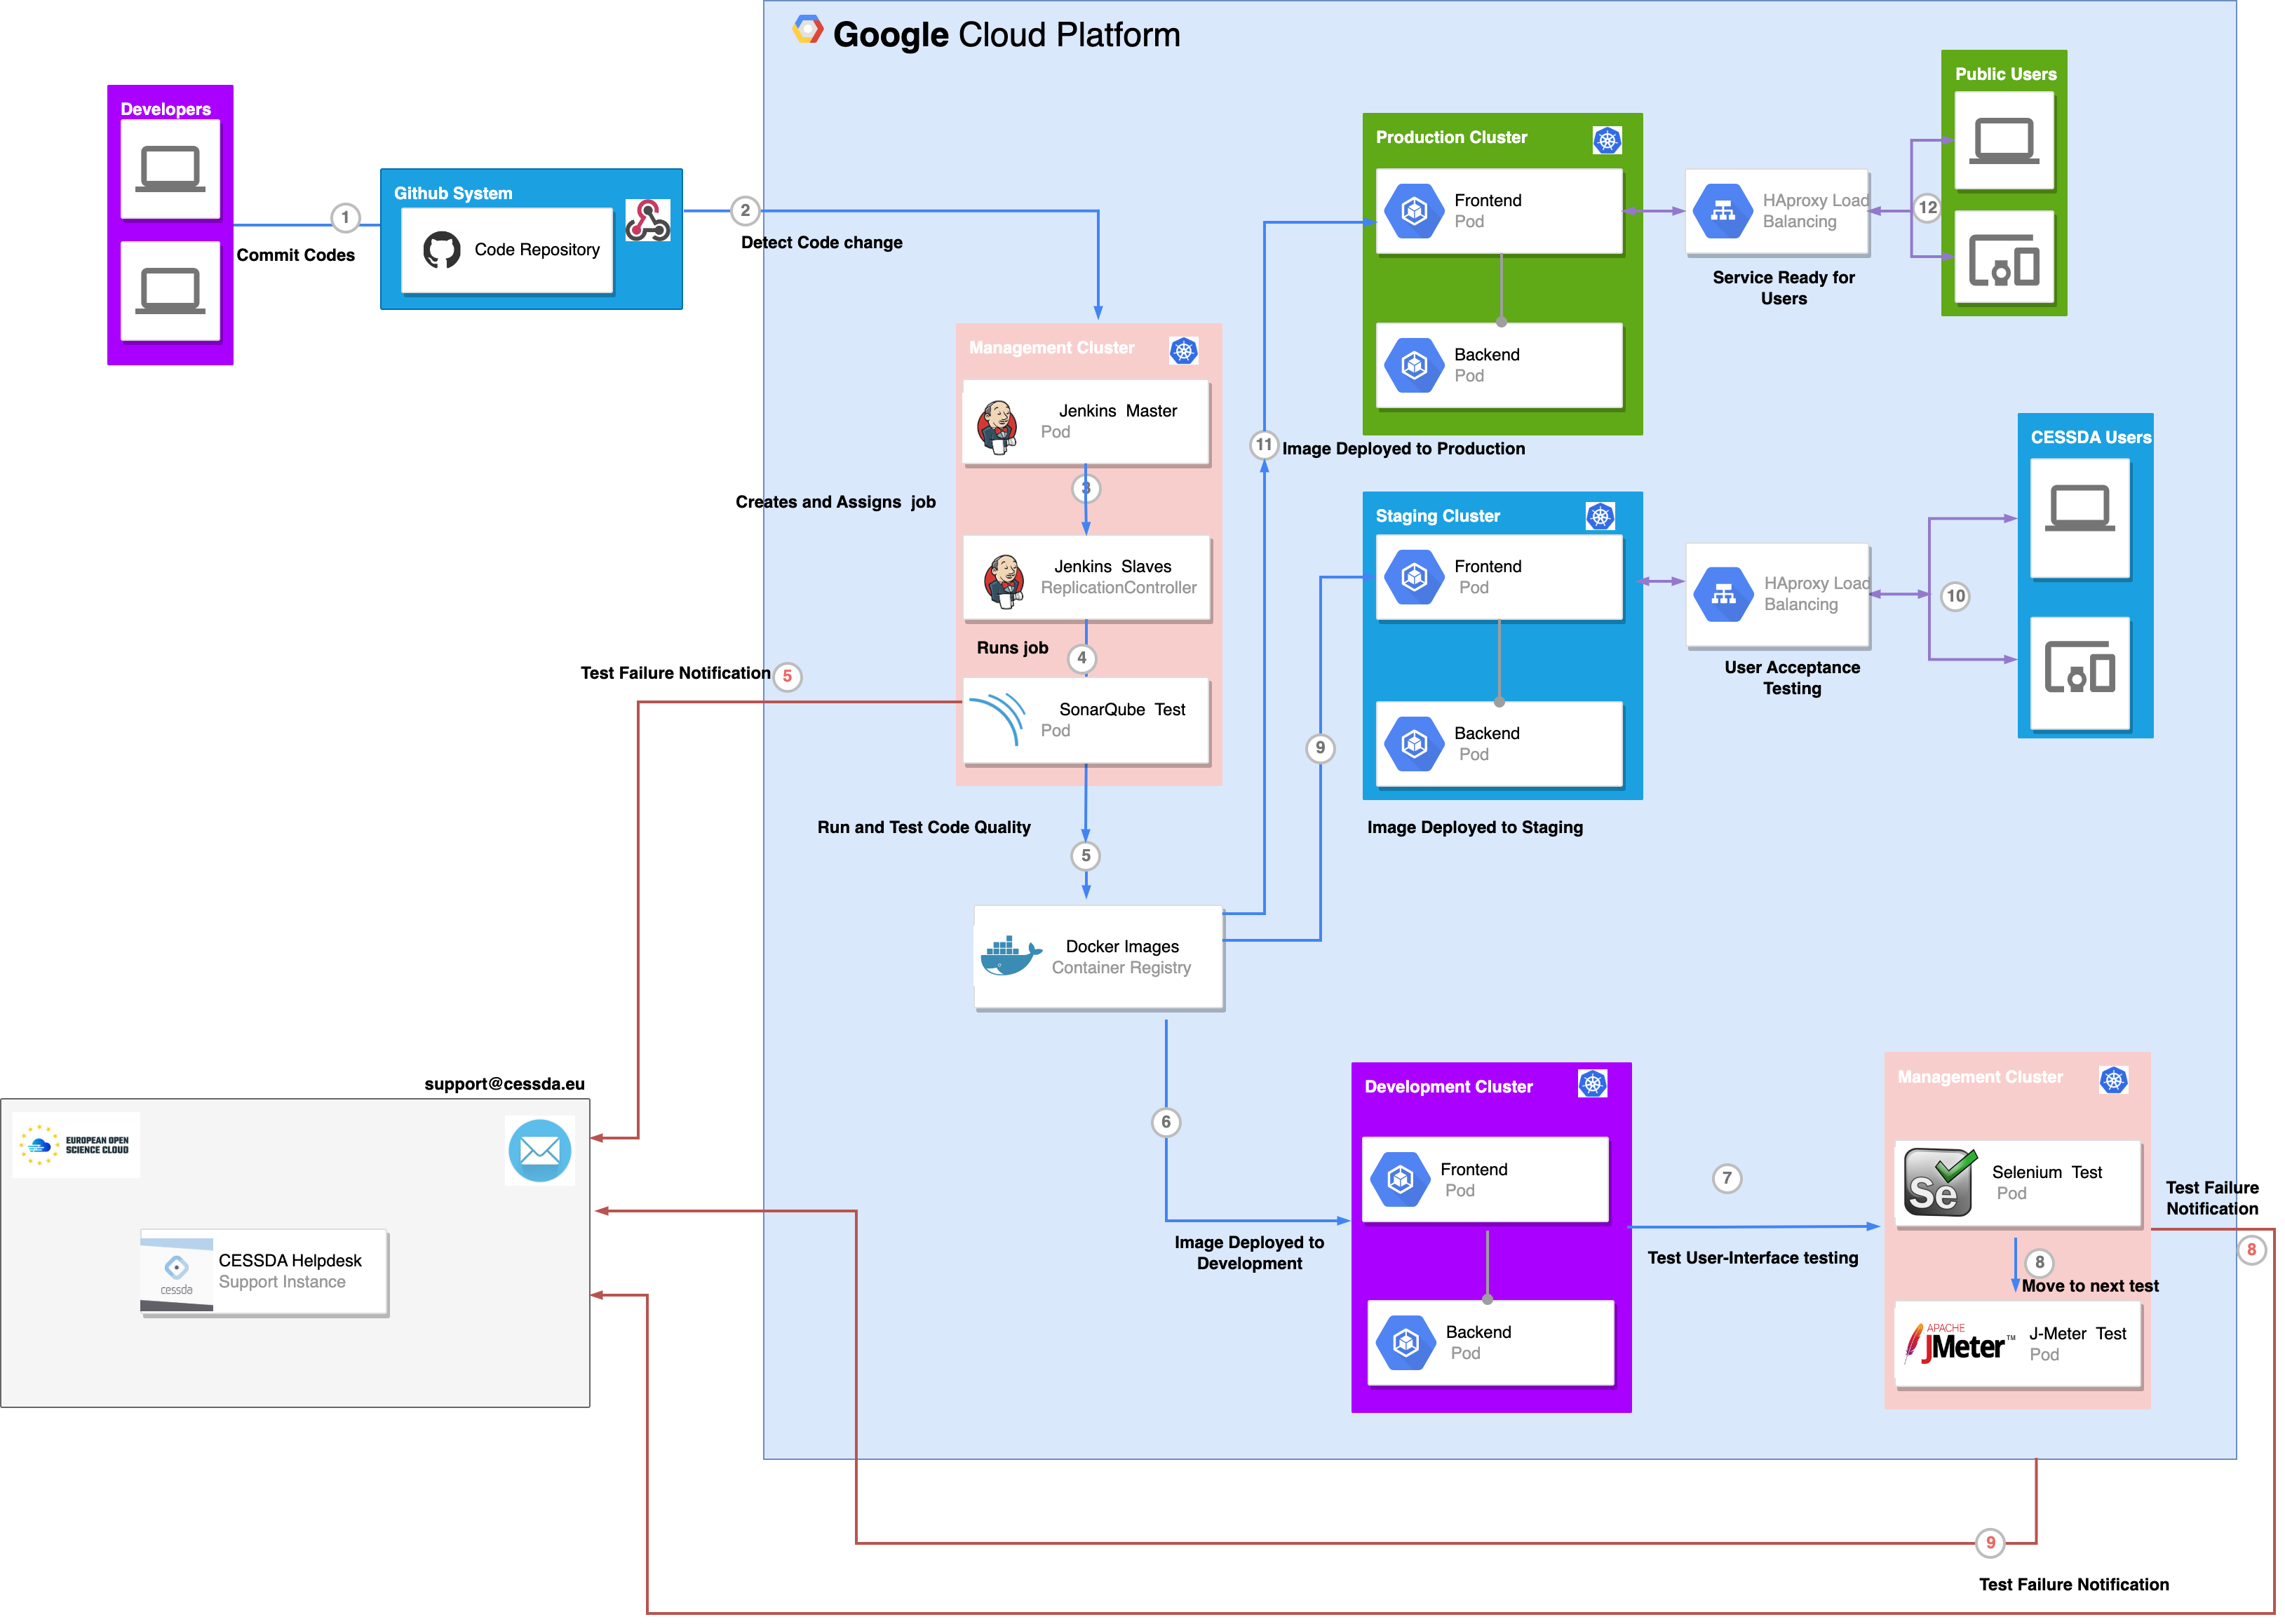 Google Cloud Platform
Developers
Public Users
Production Cluster
Github System
Code Repository
1
Commit Codes
2
Detect Code change
Frontend
Pod
HAproxy Load
Balancing
12
Service Ready for
Users
Backend
Pod
Management Cluster
Jenkins  Master
Pod
11
Image Deployed to Production
CESSDA Users
3
Creates and Assigns  job
Staging Cluster
Jenkins  Slaves
ReplicationController
Frontend
Pod
HAproxy Load
Balancing
10
User Acceptance
Testing
Runs job
4
Test Failure Notification
5
SonarQube  Test
Pod
Backend
Pod
9
Run and Test Code Quality
5
Image Deployed to Staging
Docker Images
Container Registry
support@cessda.eu
EUROPEAN OPEN
SCIENCE CLOUD
CESSDA Helpdesk
Support Instance
cessda
6
Image Deployed to
Development
Development Cluster
Frontend
Pod
Backend
Pod
7
Test User-Interface testing
Management Cluster
Se
Selenium  Test
Pod
8
Move to next test
APACHE
JMeter™
J-Meter  Test
Pod
Test Failure
Notification
8
9
Test Failure Notification